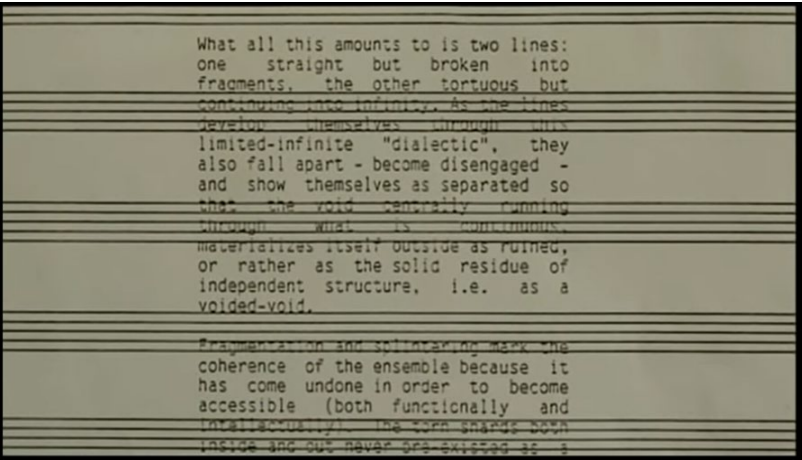 What all this amounts to is two lines:
one straight but broken into
fragments, the other tortuous but
continuing into infinity. As the lines
develop themselves through this
limited-infinite "dialectic", they
also fall apart - become disengaged -
and show themselves as separated so
that the void centrally running
through what is continuous,
materializes itself outside as ruined,
or rather as the solid residue of
independent structure, i.e. as a
voided-void.
Fragmentation and splintering mark the
coherence of the ensemble because it
has come undone in order to become
accessible (both functionally and
intellectually). The torn shards both
inside and out never pre-existed as a